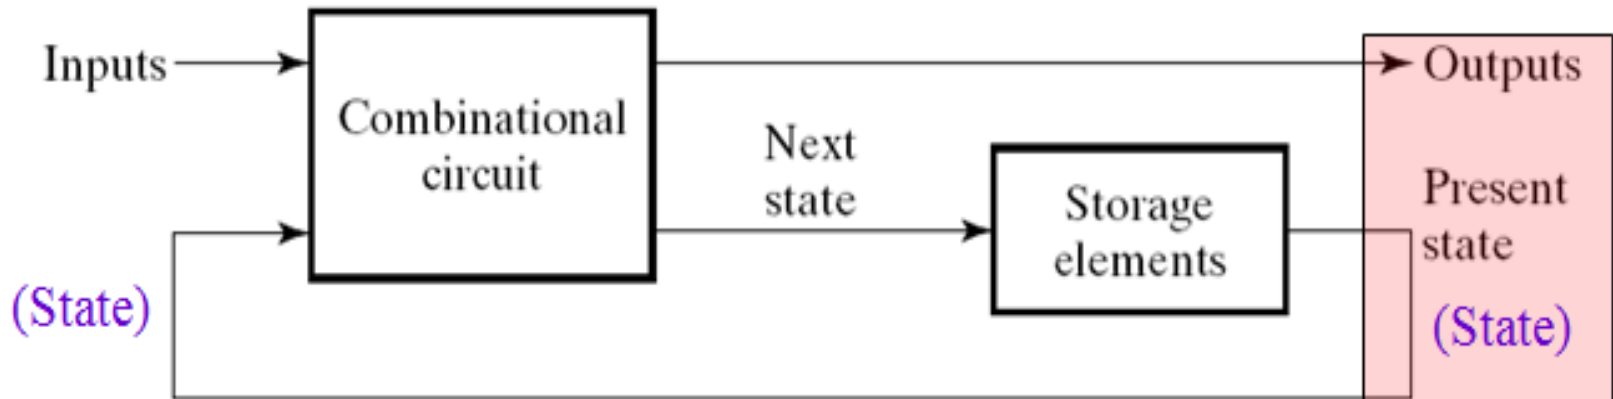 Inputs
Combinational
circuit
Next
state
Storage
elements
Outputs
Present
state
(State)
(State)